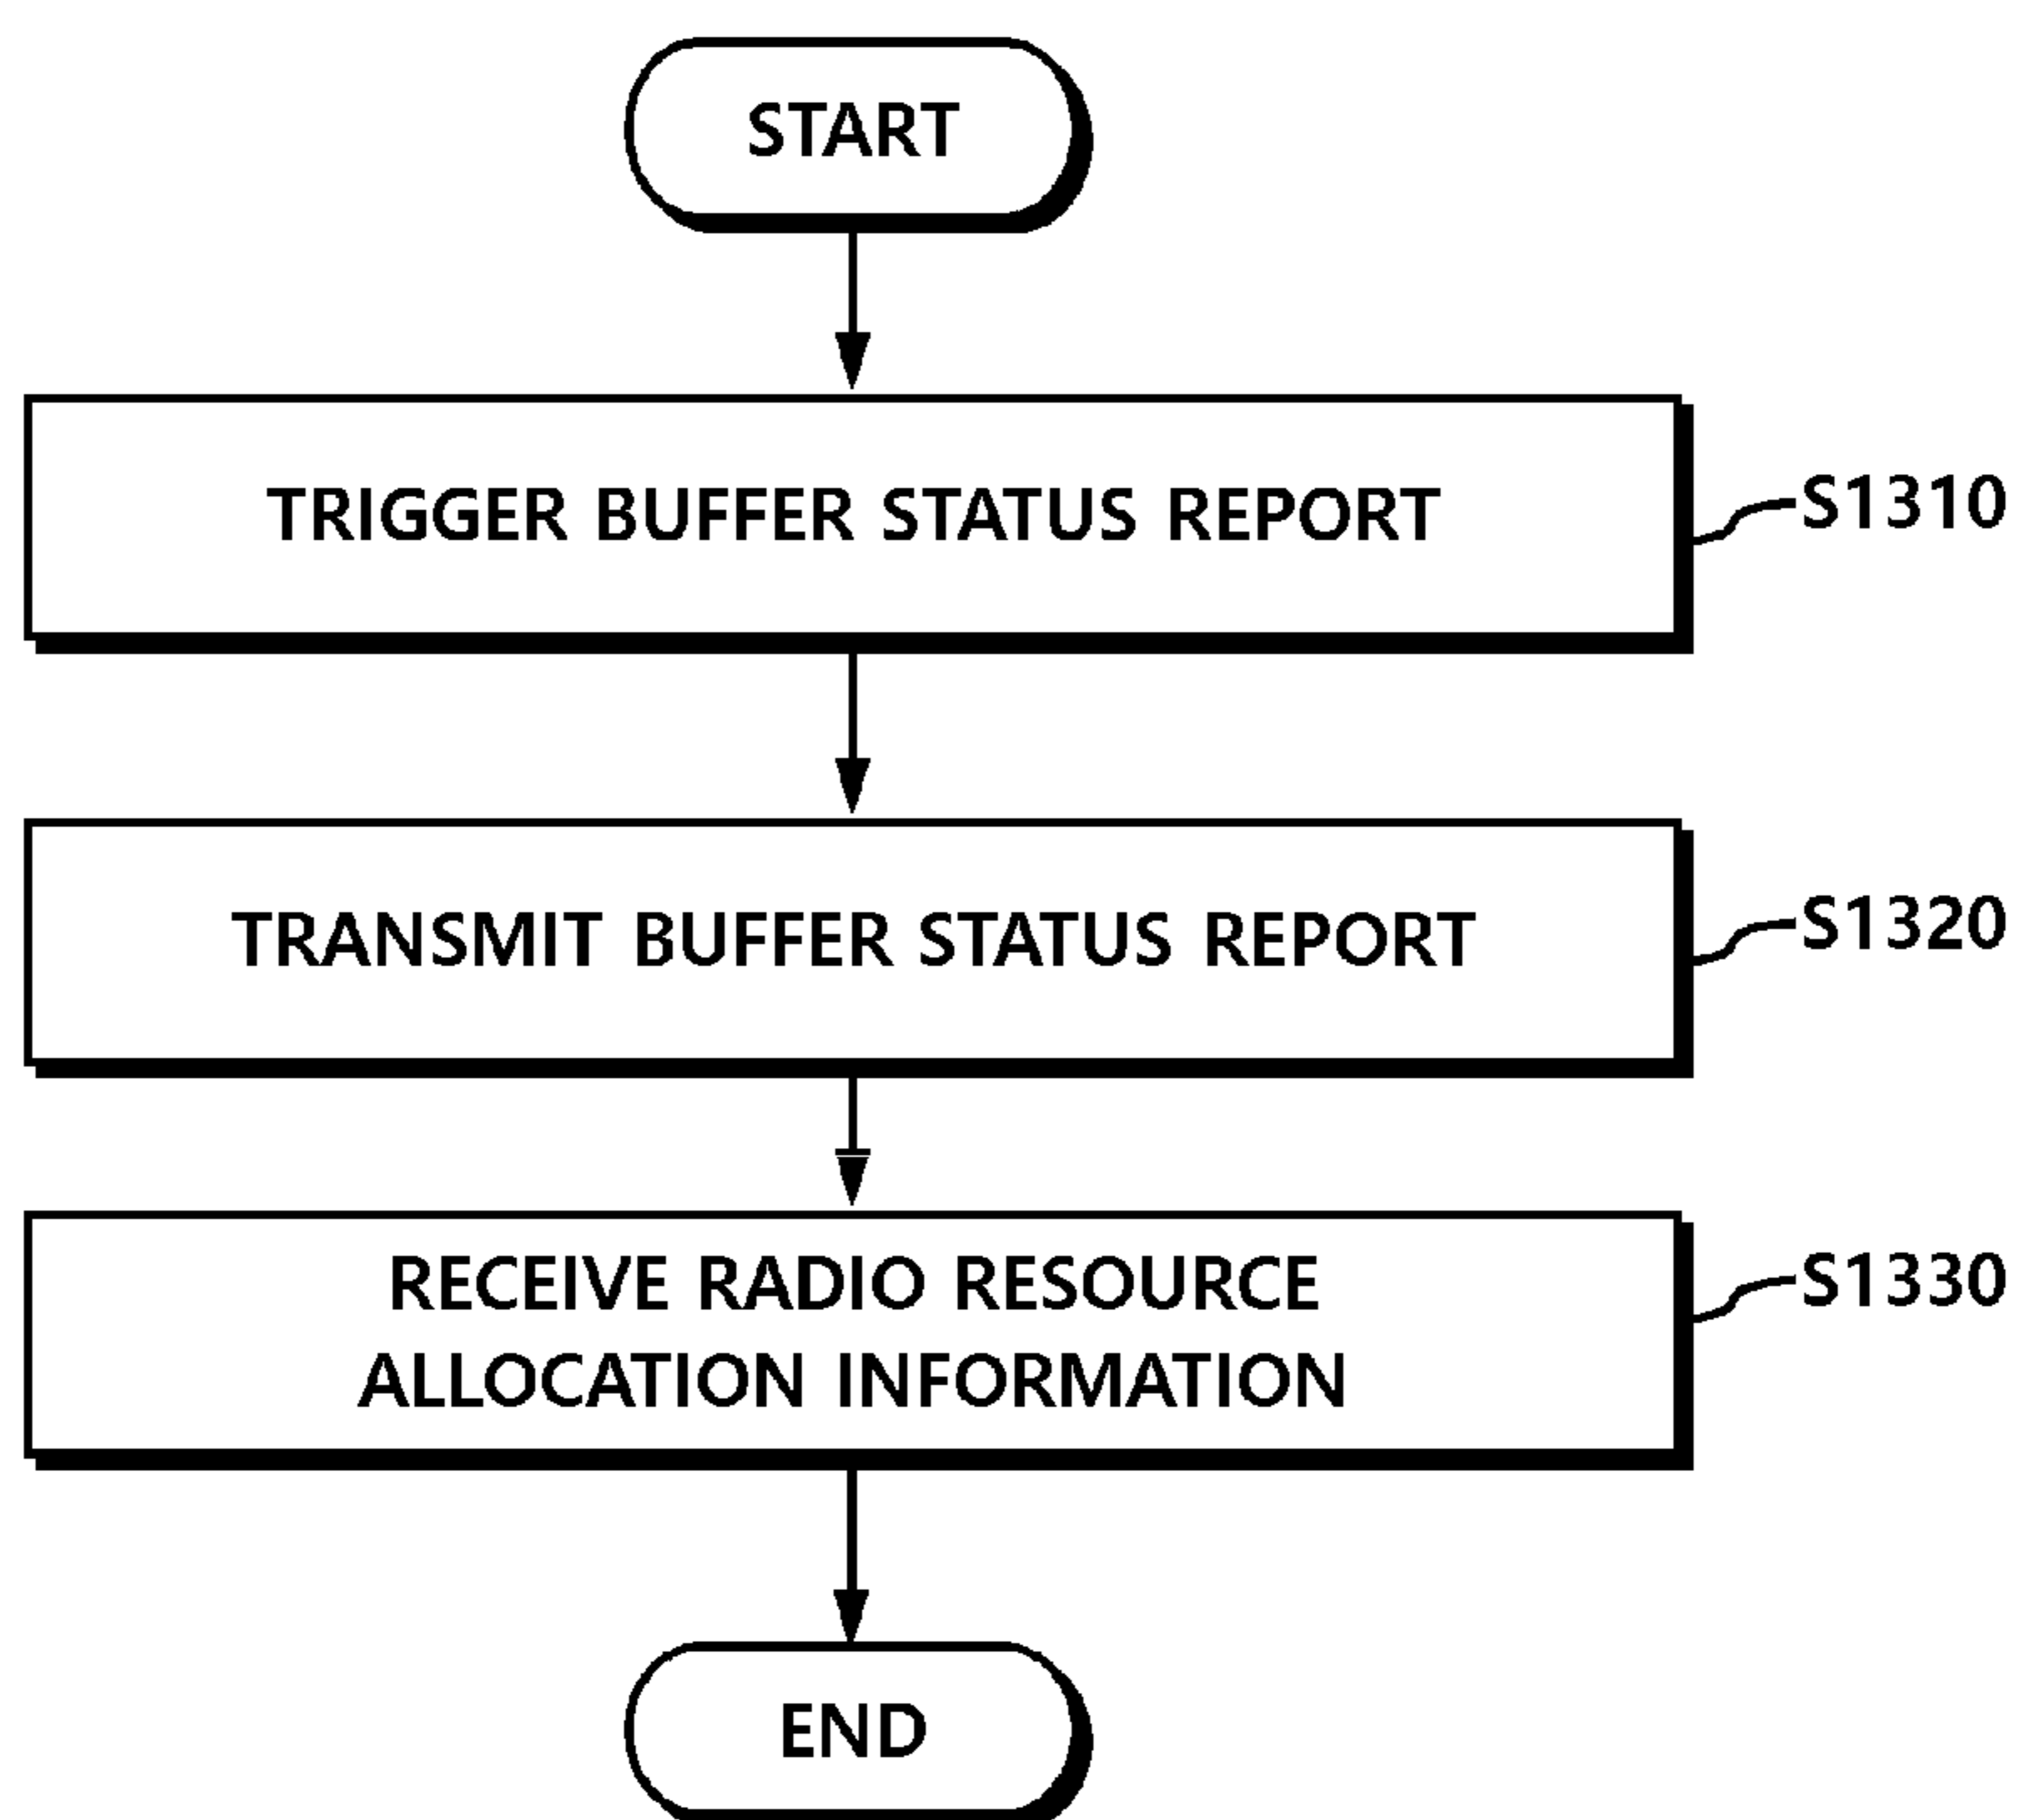 START
TRIGGER BUFFER STATUS REPORT
S1310
TRANSMIT BUFFER STATUS REPORT
S1320
RECEIVE RADIO RESOURCE
ALLOCATION INFORMATION
S1330
END